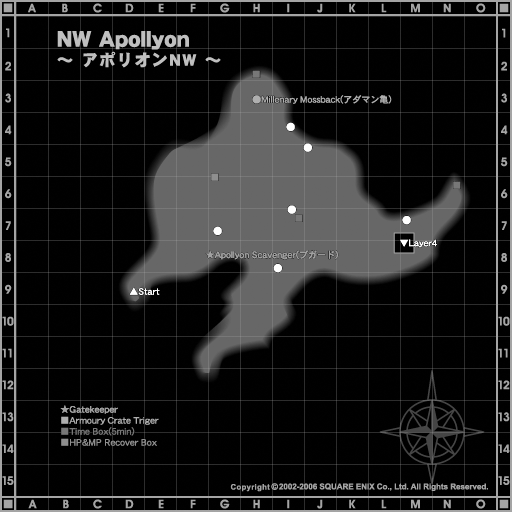 A B C D E F G H I J K L M N O
NW Apollyon
～ アポリオンNW ～
1
2
3
4
5
6
7
8
9
10
11
12
13
14
15
1
2
3
4
5
6
7
8
9
10
11
12
13
14
15
Millenary Mossback(アダマン亀)
▼Layer4
★Apollyon Scavenger(ブガード)
▲Start
★Gatekeeper
■Armoury Crate Triger
■Time Box(5min)
■HP&MP Recover Box
Copyright ©2002-2006 SQUARE ENIX Co., Ltd. All Rights Reserved.
A B C D E F G H I J K L M N O